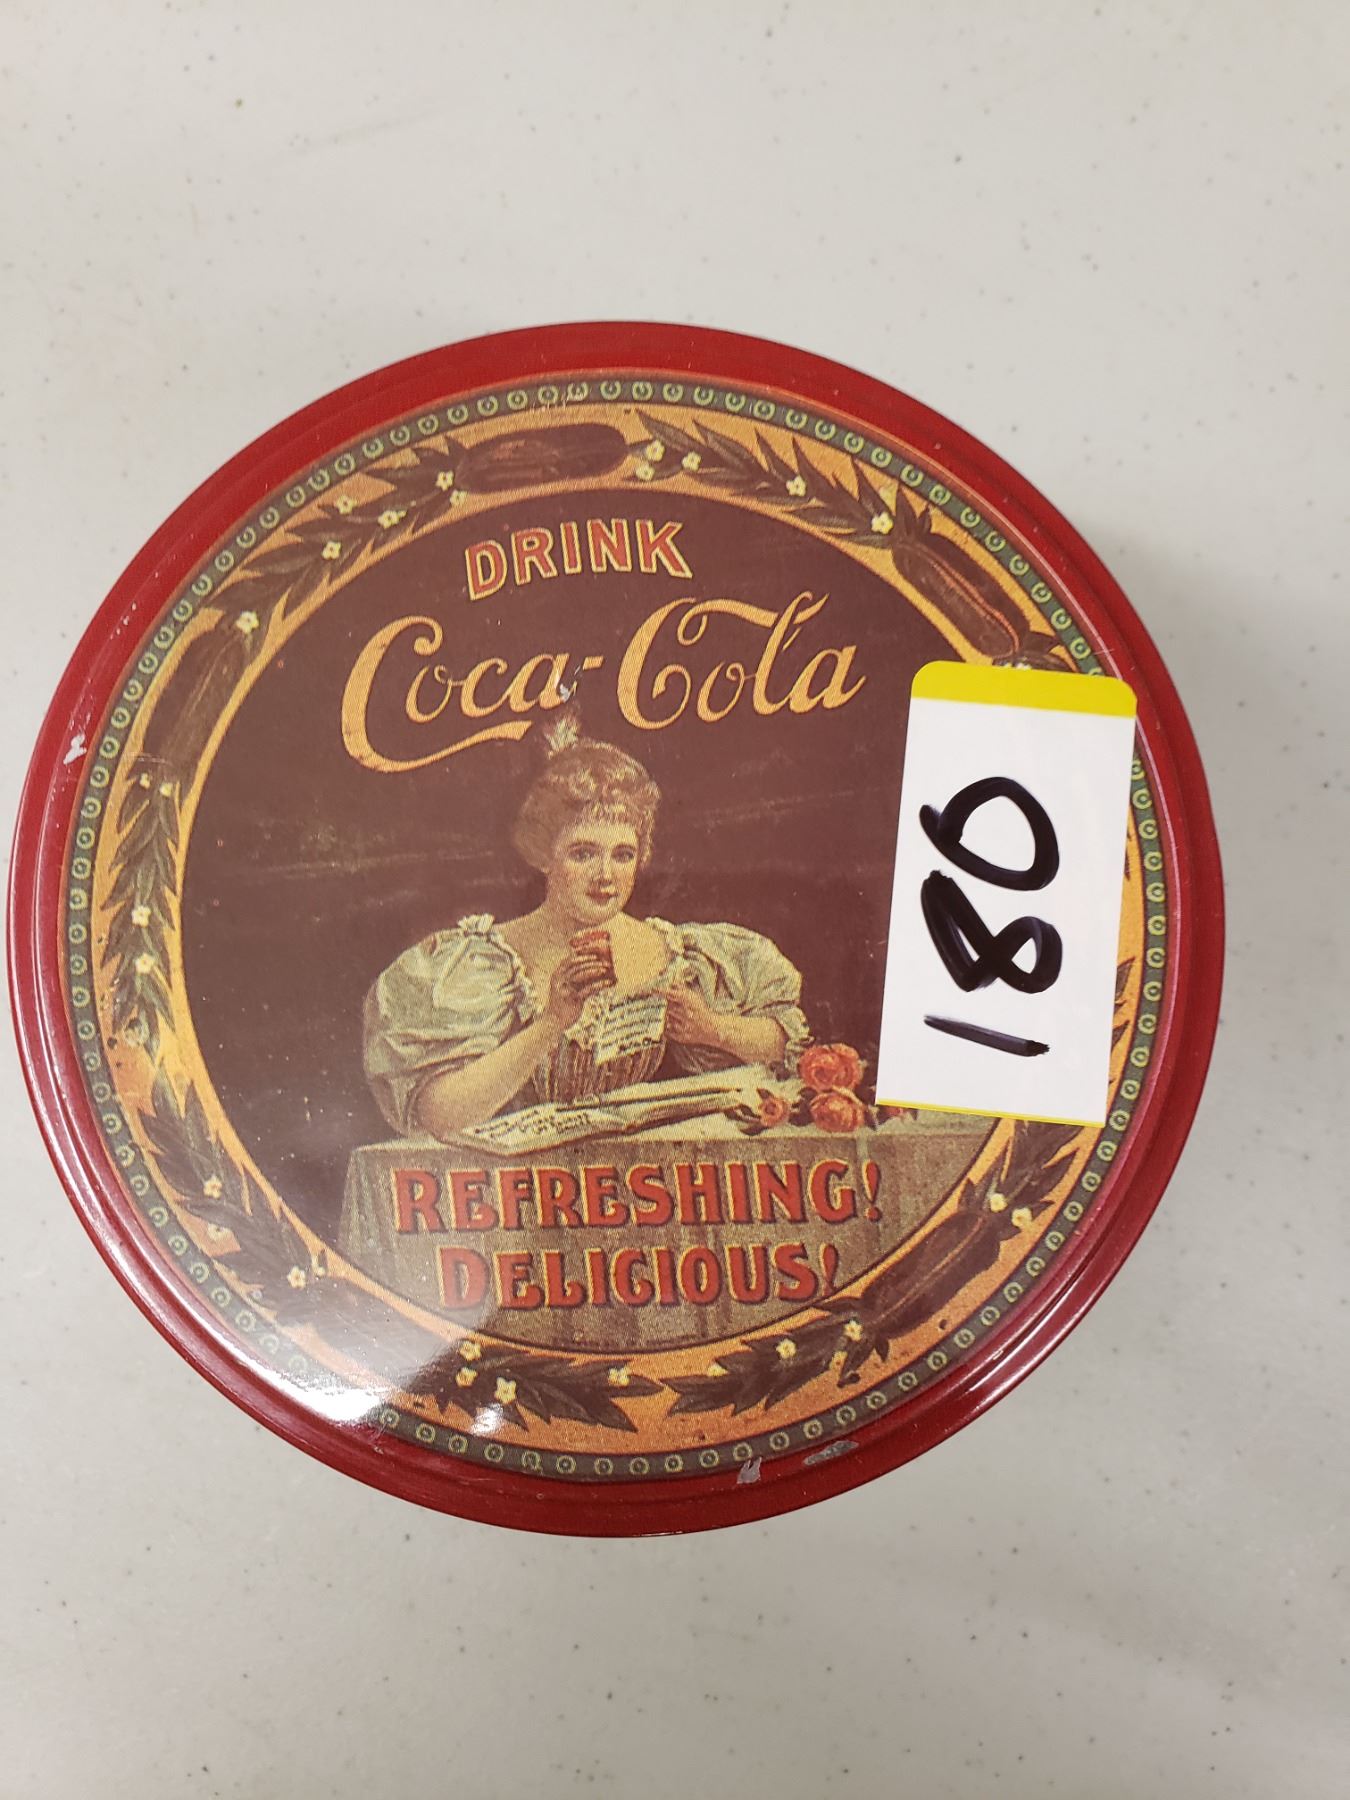 DRINK
Coca-Cola
REFRESHING!
DELICIOUS!
180